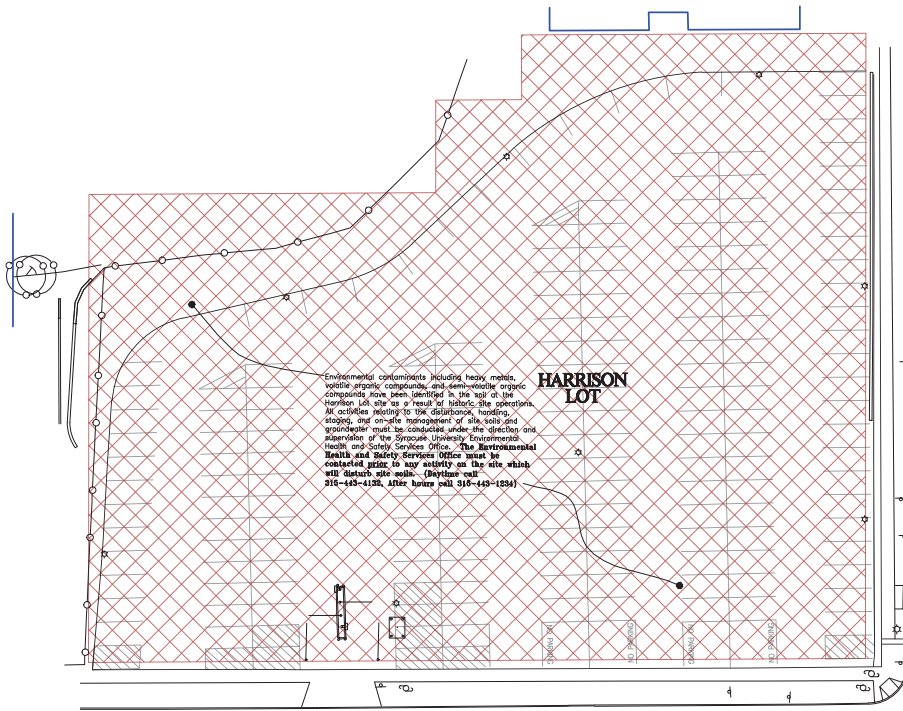 Environmental contaminants including heavy metals,
volatile organic compounds, and semi-volatile organic
compounds have been identified in the soil at the
Harrison Lot site as a result of historic site operations.
All activities relating to the disturbance, handling,
staging, and on-site management of site soils and
groundwater must be conducted under the direction and
supervision of the Syracuse University Environmental
Health and Safety Services Office. The Environmental
Health and Safety Services Office must be
contacted prior to any activity on the site which
will disturb site soils. (Daytime call
315-443-4132, After hours call 315-443-1234)
HARRISON
LOT
NO PARKING
NO PARKING
NO PARKING
NO PARKING